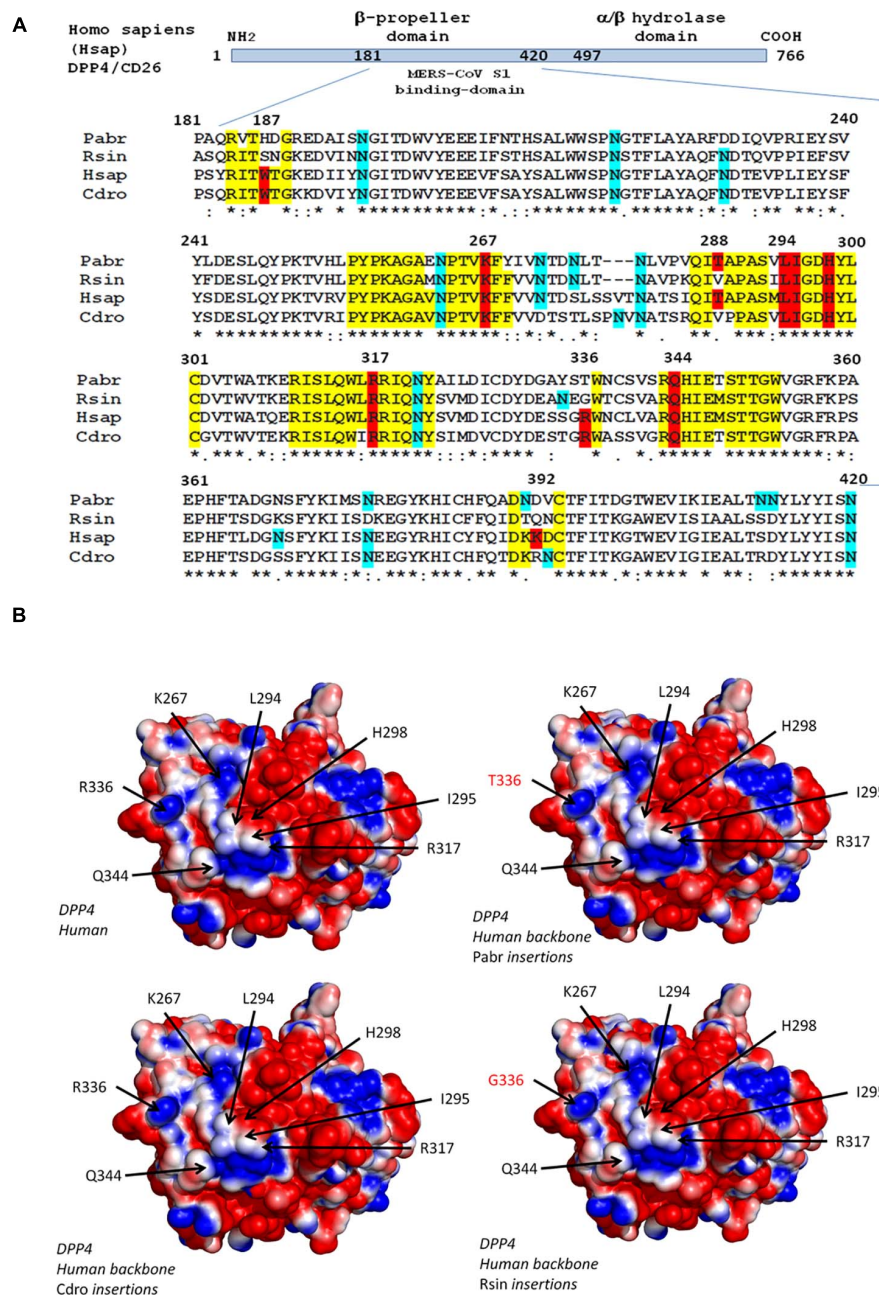 A
Homo sapiens
(Hsap)
DPP4/CD26
β-propeller
domain
α/β hydrolase
domain
NH2
COOH
1
181
420
497
766
MERS-CoV S1
binding-domain
181 187 240
Pabr PAQRVTHDGREDAISNGITDWVYEEEIFNTHSALWWSPNGTFLAYARFDDIQVPRIEYSV
Rsin ASQRITSNGKEDVINNGITDWVYEEEVFSAYSALWWSPNGTFLAYAQFNDTQVPPIEFSV
Hsap PSYRITWTGKEDIIYNGITDWVYEEEVFSAYSALWWSPNGTFLAYAQFNDTEVPLIEYSF
Cdro PSQRITWTGKKDVIYNGITDWVYEEEVFSAYSALWWSPNGTFLAYAQFNDTEVPLIEYSF
241 267 288 294 300
Pabr YLDESLQYPKTVHLPYPKAGAENPTVKFYIVNTDNLT---NLVPVQITAPASVLIGDHYL
Rsin YFDESLQYPKTVHLPYPKAGAMNPTVKFFVVNTDNLT---NAVPKQIVAPASILIGDHYL
Hsap YSDESLQYPKTVRVPYPKAGAVNPTVKFFVVNTDSLSSVTNATSIQITAPASMLIGDHYL
Cdro YSDESLQYPKTVRIPYPKAGAVNPTVKFFVVDTSTLSPNVNATSRQIVPPASVLIGDHYL
301 317 336 344 360
Pabr CDVTWATKERISLQWLRRIQNYAILDICDYDGAYSTWNCSVSRQHIETSTTGWVGRFKPA
Rsin CDVTWVTKERISLQWLRRIQNYSVMDICDYDEANEGWTCSVARQHIEMSTTGWVGRFKPA
Hsap CDVTWATQERISLQWLRRIQNYSVMDICDYDESSGRWNCLVARQHIEMSTTGWVGRFRPS
Cdro CGVTWVTEKRISLQWIRRIQNYSIMDVCDYDESTGRWASSVGRQHIETSTTGWVGRFRPA
361 392 420
Pabr EPHFTADGNSFYKIMSNREGYKHICHFQADNDVCTFITDGTWEVIKIEALTNNYLYYISN
Rsin EPHFTSDGKSFYKIISDKEGYKHICFFQIDTQNCTFITKGAWEVISIAALSSDYLYYISN
Hsap EPHFTLDGNSFYKIISNEEGYRHICYFQIDKKDCTFITKGTWEVIGIEALTSDYLYYISN
Cdro EPHFTSDGSSFYKIISNEEGYKHICHFQTDKRNCTFITKGAWEVIGIEALTRDYLYYISN
B
K267
L294
H298
R336
I295
R317
Q344
DPP4
Human
K267
L294
H298
T336
I295
R317
Q344
DPP4
Human backbone
Pabr insertions
K267
L294
H298
R336
I295
R317
Q344
DPP4
Human backbone
Cdro insertions
K267
L294
H298
G336
I295
R317
Q344
DPP4
Human backbone
Rsin insertions